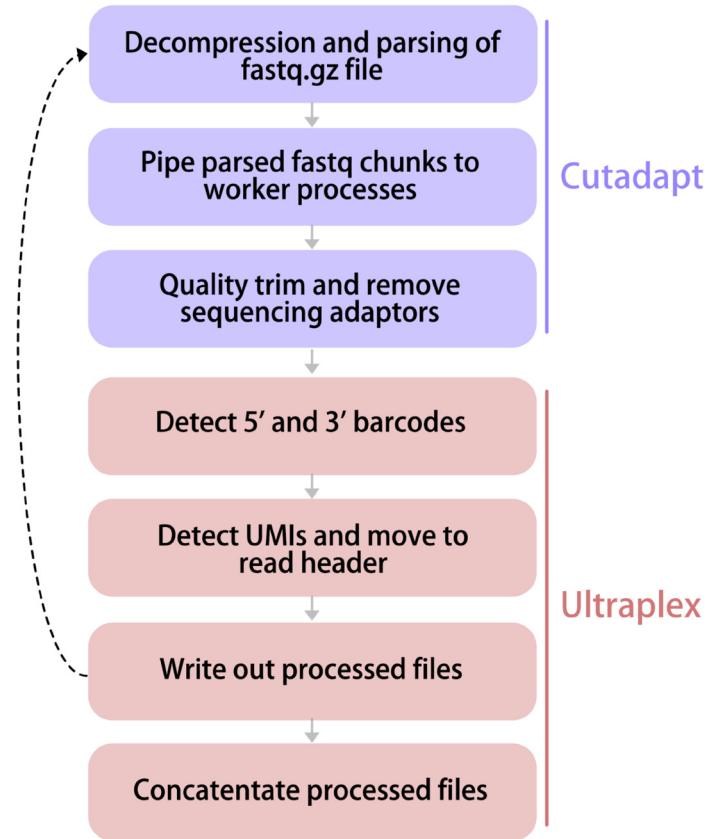 Decompression and parsing of
fastq.gz file
Pipe parsed fastq chunks to
worker processes
Quality trim and remove
sequencing adaptors
Cutadapt
Detect 5’ and 3’ barcodes
Detect UMIs and move to
read header
Write out processed files
Concatentate processed files
Ultraplex